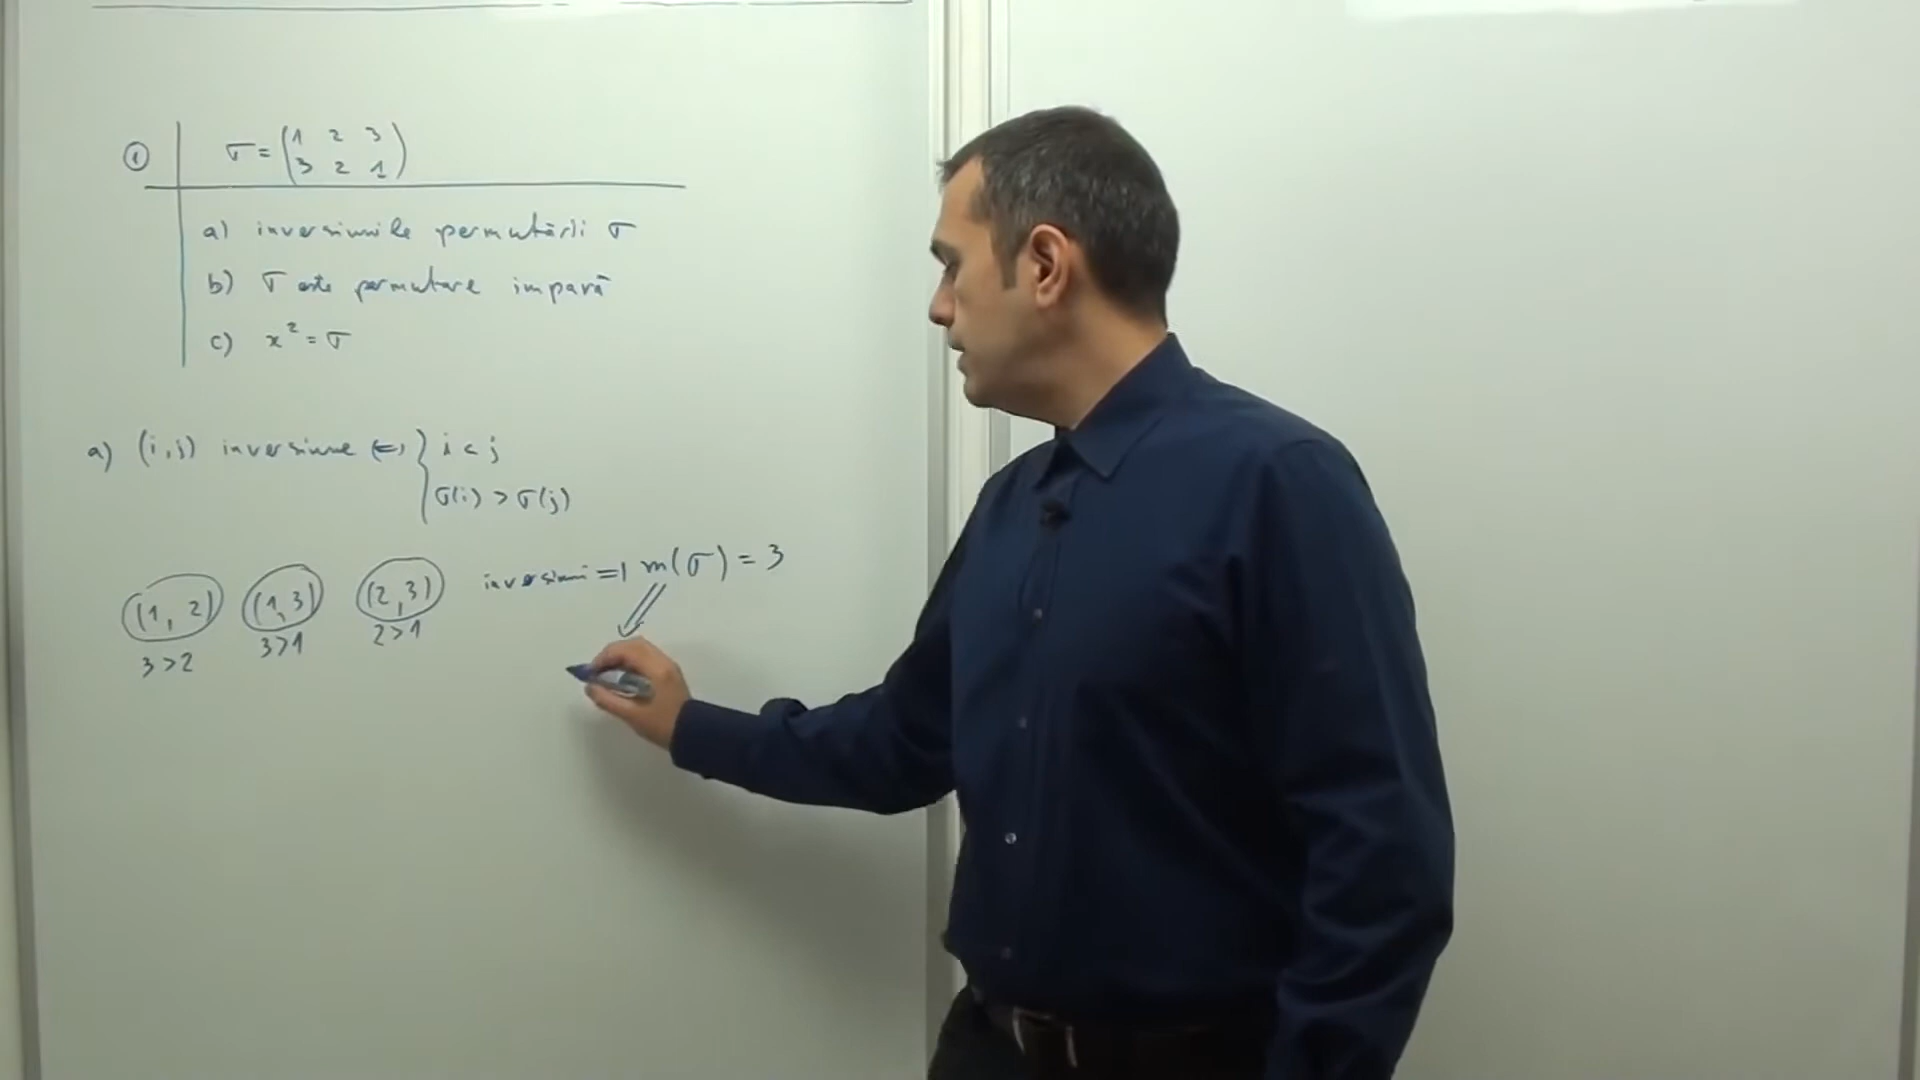 ① σ = (1 2 3
3 2 1)
a) inversiunile permutării σ
b) σ este permutare impară
c) x² = σ
a) (i,j) inversiune (=) { i < j
σ(i) > σ(j)
(1, 2) (1,3) (2,3) inversiuni =) m(σ) = 3
3>2 3>1 2>1